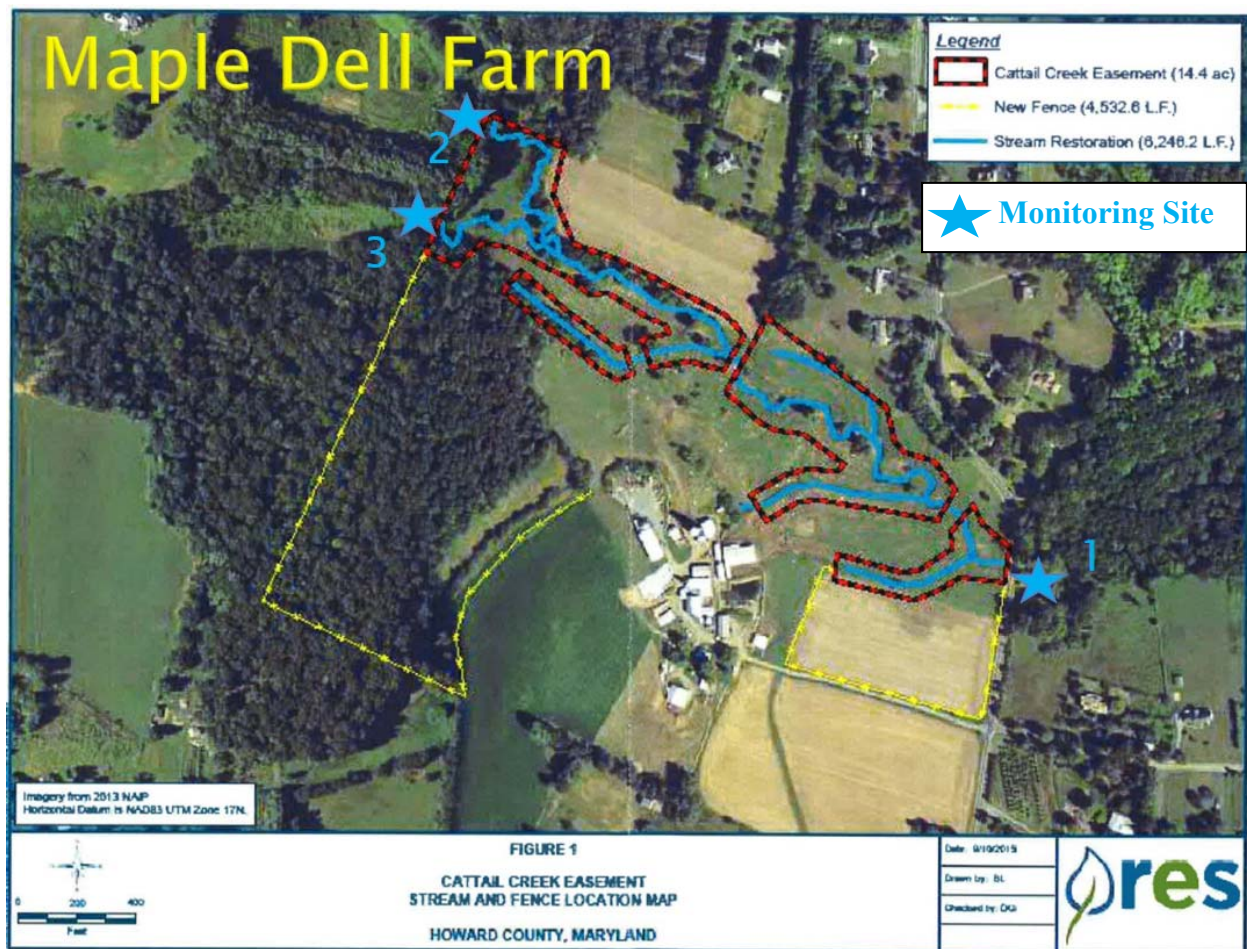 Maple Dell Farm
Legend
Cattail Creek Easement (14.4 ac)
New Fence (4,532.6 L.F.)
Stream Restoration (6,246.2 L.F.)
Monitoring Site
2
3
1
Imagery from 2013 NAIP
Horizontal Datum is NAD83 UTM Zone 17N.
0 200 400
Feet
FIGURE 1
CATTAIL CREEK EASEMENT
STREAM AND FENCE LOCATION MAP
HOWARD COUNTY, MARYLAND
Date:
Drawn by: BL
Checked by:
res